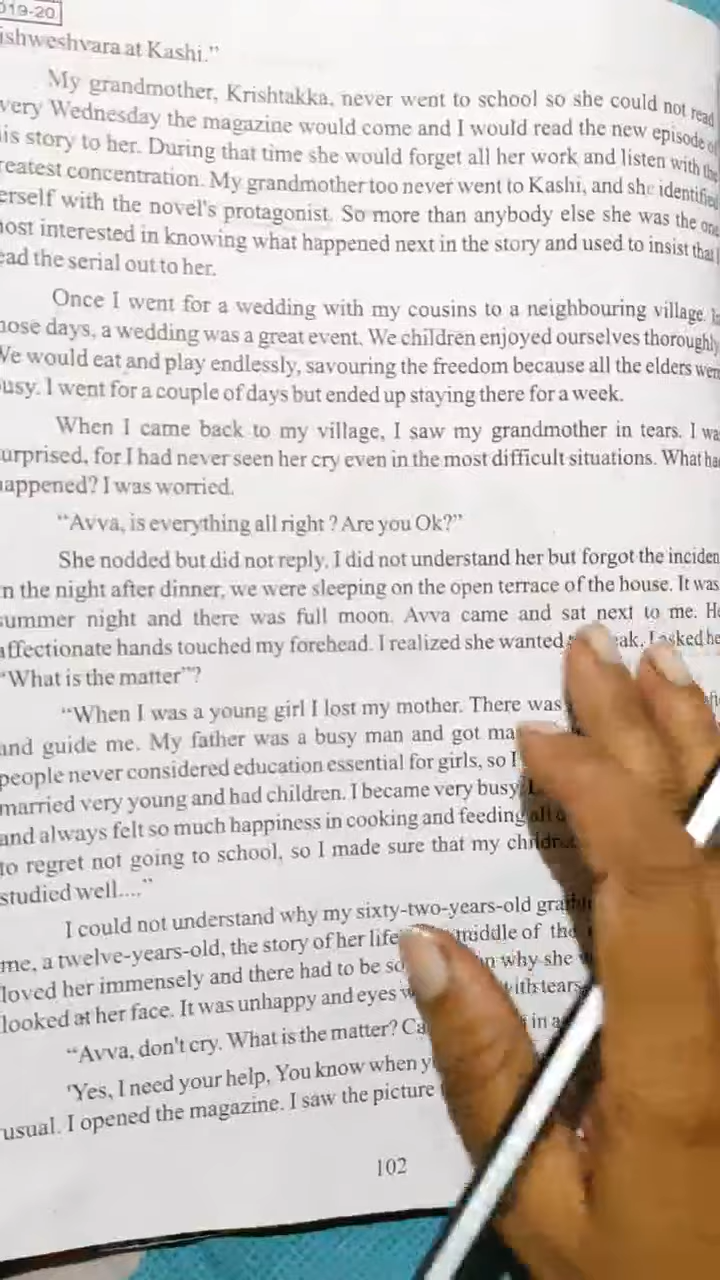 019-20
ishweshvara at Kashi."
My grandmother, Krishtakka, never went to school so she could not read
very Wednesday the magazine would come and I would read the new episode of
is story to her. During that time she would forget all her work and listen with the
reatest concentration. My grandmother too never went to Kashi, and she identified
erself with the novel's protagonist. So more than anybody else she was the one
ost interested in knowing what happened next in the story and used to insist that I
ead the serial out to her.
Once I went for a wedding with my cousins to a neighbouring village. In
hose days, a wedding was a great event. We children enjoyed ourselves thoroughly
We would eat and play endlessly, savouring the freedom because all the elders wer
usy. I went for a couple of days but ended up staying there for a week.
When I came back to my village, I saw my grandmother in tears. I wa
urprised, for I had never seen her cry even in the most difficult situations. What ha
appened? I was worried.
"Avva, is everything all right ? Are you Ok?"
She nodded but did not reply. I did not understand her but forgot the inciden
n the night after dinner, we were sleeping on the open terrace of the house. It was
summer night and there was full moon. Avva came and sat next to me. He
affectionate hands touched my forehead. I realized she wanted eak. I asked he
"What is the matter"?
"When I was a young girl I lost my mother. There was
and guide me. My father was a busy man and got ma
people never considered education essential for girls, so I
married very young and had children. I became very busy.
and always felt so much happiness in cooking and feeding all
to regret not going to school, so I made sure that my childre
studied well...."
I could not understand why my sixty-two-years-old gra
me, a twelve-years-old, the story of her life middle of the
loved her immensely and there had to be so n why she
looked at her face. It was unhappy and eyes w ith tears
"Avva, don't cry. What is the matter? Ca in a
'Yes, I need your help, You know when y
usual. I opened the magazine. I saw the picture
102